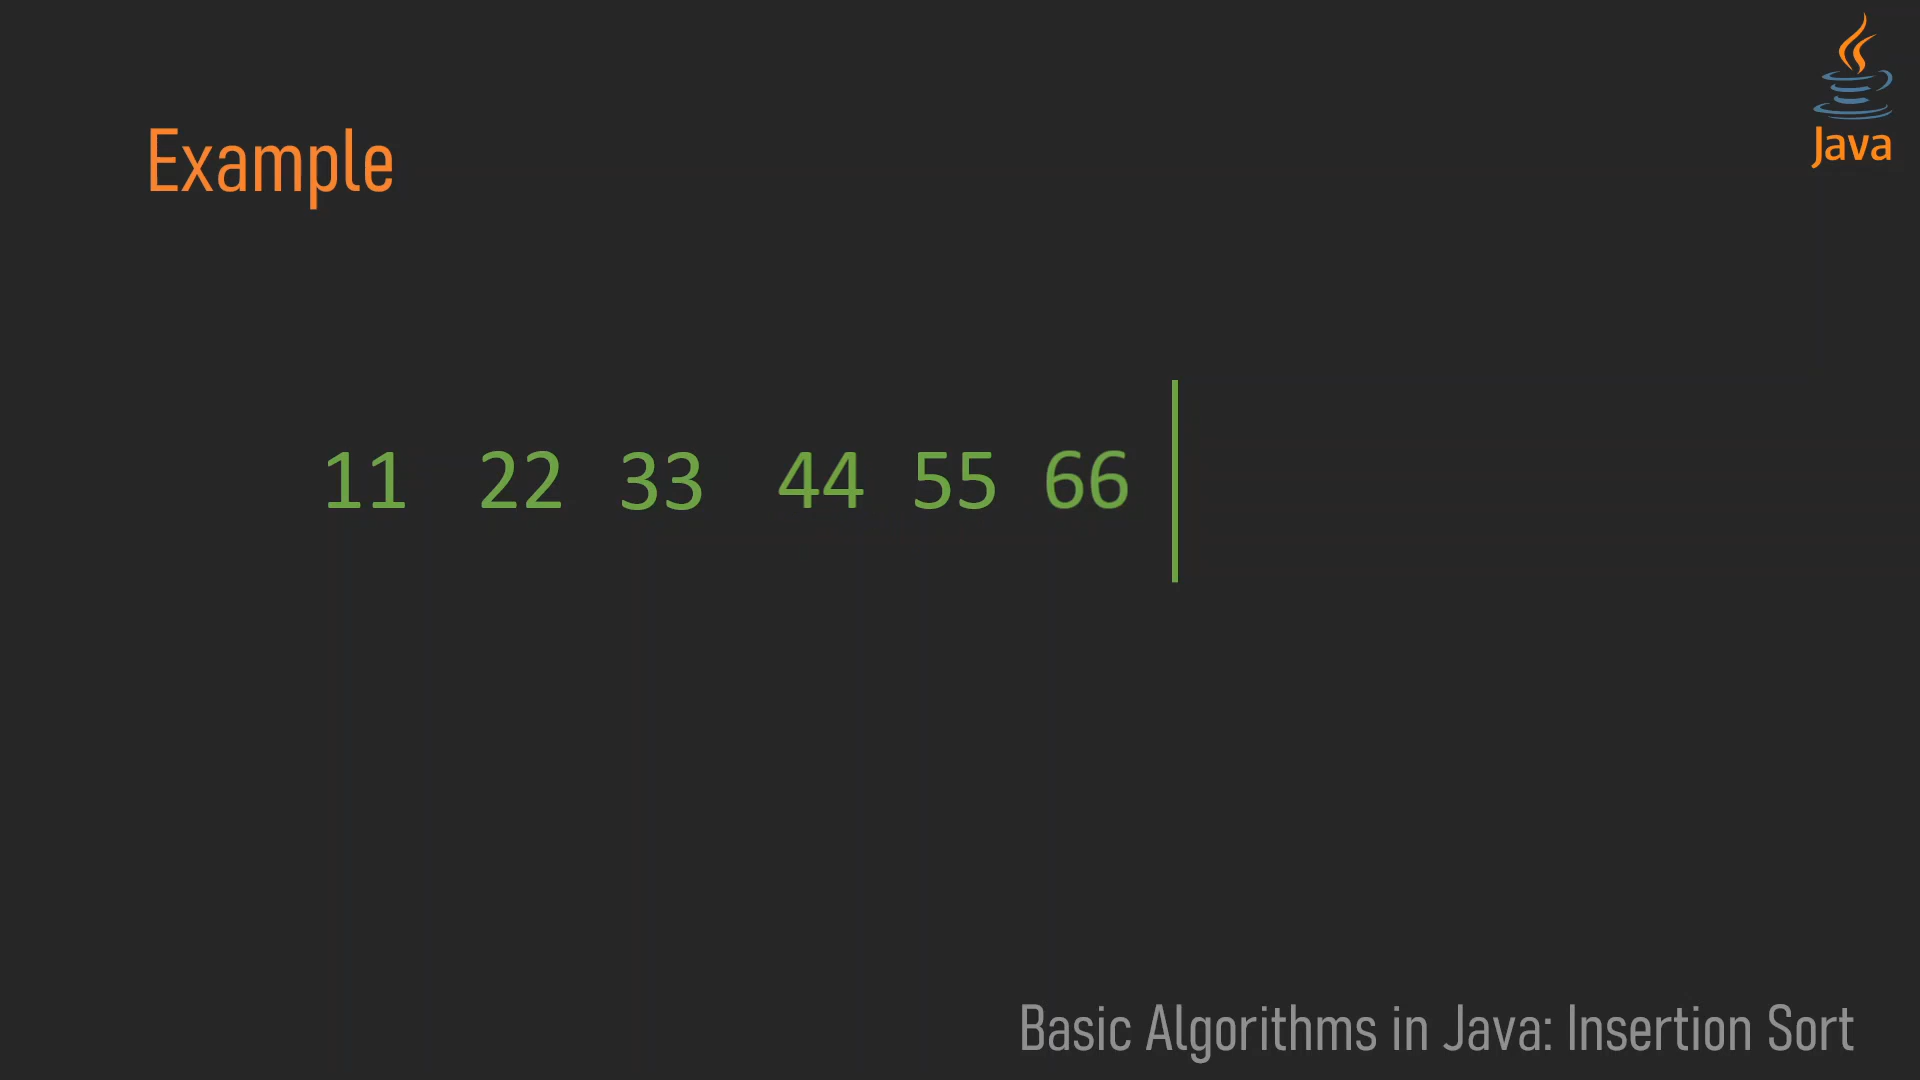 Java
Example
11 22 33 44 55 66
Basic Algorithms in Java: Insertion Sort